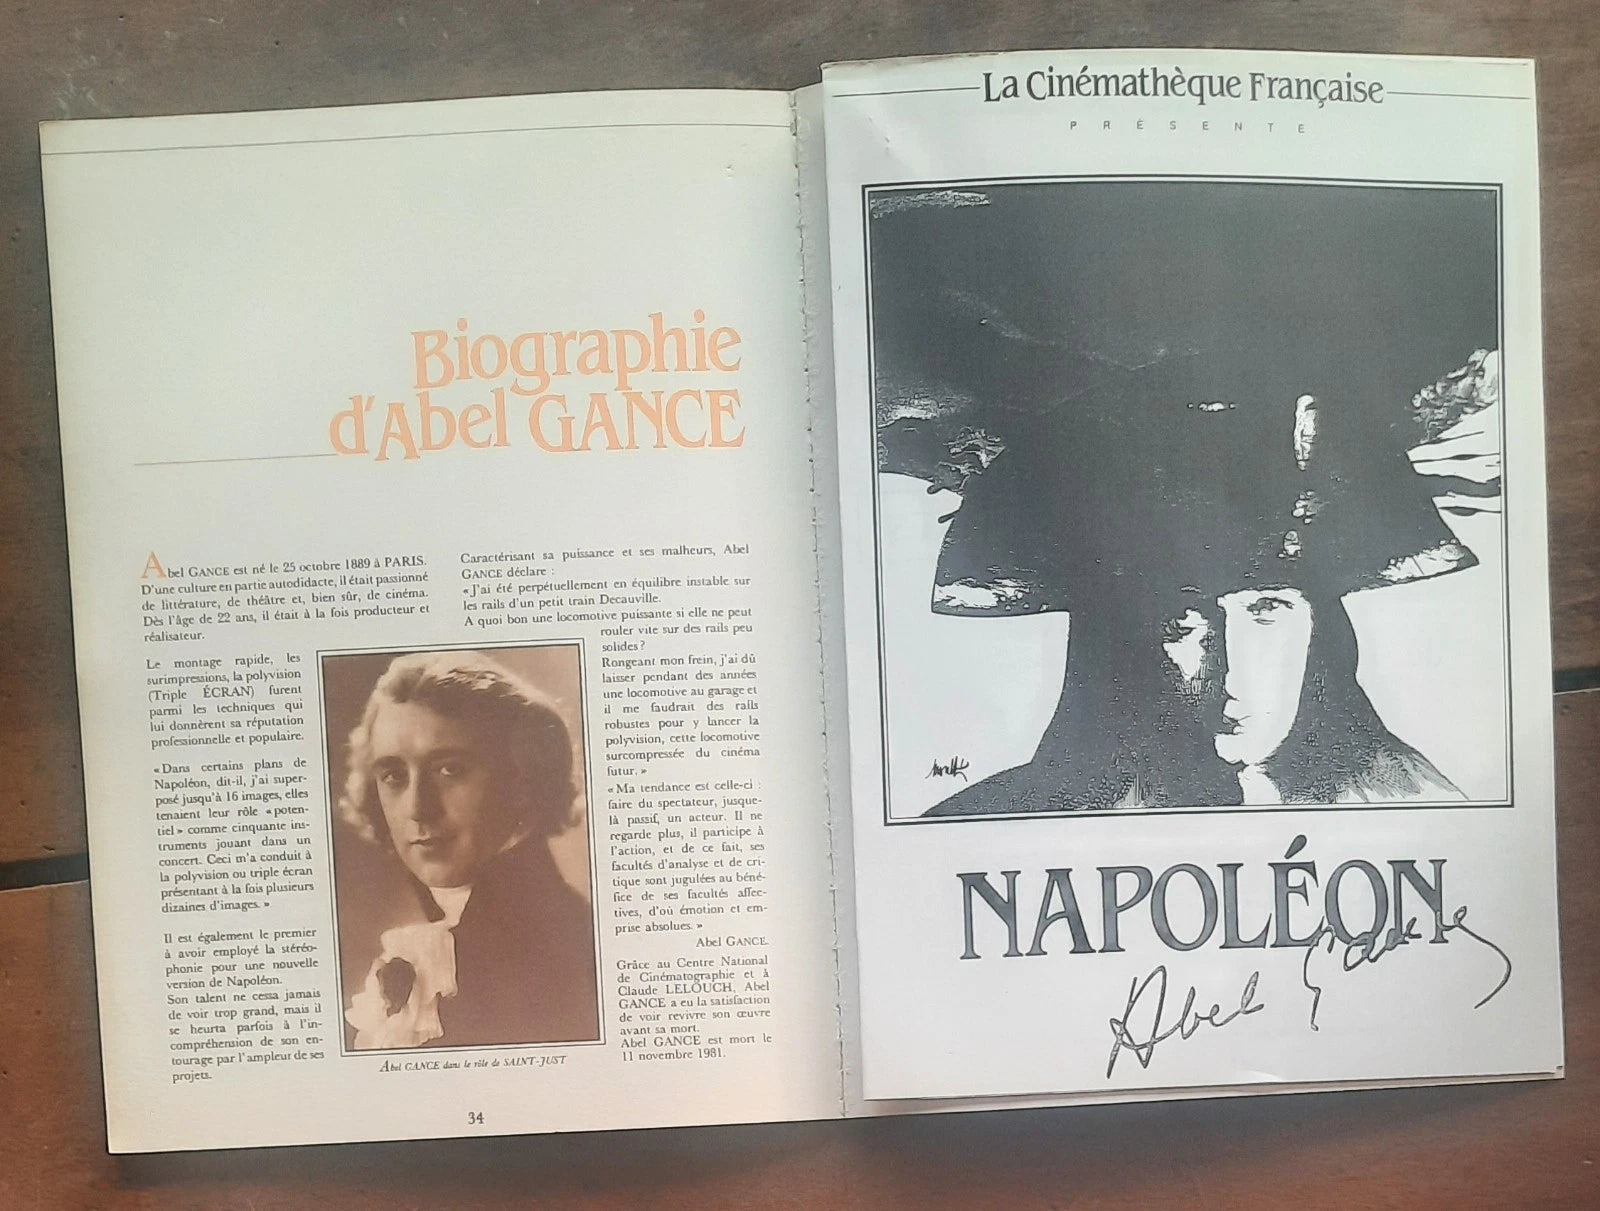 Biographie
d'Abel GANCE
Abel GANCE est né le 25 octobre 1889 à PARIS.
D'une culture en partie autodidacte, il était passionné
de littérature, de théâtre et, bien sûr, de cinéma.
Dès l'âge de 22 ans, il était à la fois producteur et
réalisateur.
Le montage rapide, les
surimpressions, la polyvision
(Triple ÉCRAN) furent
parmi les techniques qui
lui donnèrent sa réputation
professionnelle et populaire.
« Dans certains plans de
Napoléon, dit-il, j'ai super-
posé jusqu'à 16 images, elles
tenaient leur rôle « poten-
tiel » comme cinquante ins-
truments jouant dans un
concert. Ceci m'a conduit à
la polyvision ou triple écran
présentant à la fois plusieurs
dizaines d'images. »
Il est également le premier
à avoir employé la stéréo-
phonie pour une nouvelle
version de Napoléon.
Son talent ne cessa jamais
de voir trop grand, mais il
se heurta parfois à l'in-
compréhension de son en-
tourage par l'ampleur de ses
projets.
Caractérisant sa puissance et ses malheurs, Abel
GANCE déclare :
« J'ai été perpétuellement en équilibre instable sur
les rails d'un petit train Decauville.
A quoi bon une locomotive puissante si elle ne peut
rouler vite sur des rails peu
solides ?
Rongeant mon frein, j'ai dû
laisser pendant des années
une locomotive au garage et
il me faudrait des rails
robustes pour y lancer la
polyvision, cette locomotive
surcompressée du cinéma
futur. »
« Ma tendance est celle-ci :
faire du spectateur, jusque-
là passif, un acteur. Il ne
regarde plus, il participe à
l'action, et de ce fait, ses
facultés d'analyse et de cri-
tique sont jugulées au béné-
fice de ses facultés affec-
tives, d'où émotion et em-
prise absolues. »
Abel GANCE.
Grâce au Centre National
de Cinématographie et à
Claude LELOUCH, Abel
GANCE a eu la satisfaction
de voir revivre son œuvre
avant sa mort.
Abel GANCE est mort le
11 novembre 1981.
Abel GANCE dans le rôle de SAINT-JUST
34
La Cinémathèque Française
PRÉSENTE
NAPOLÉON
Abel Gance